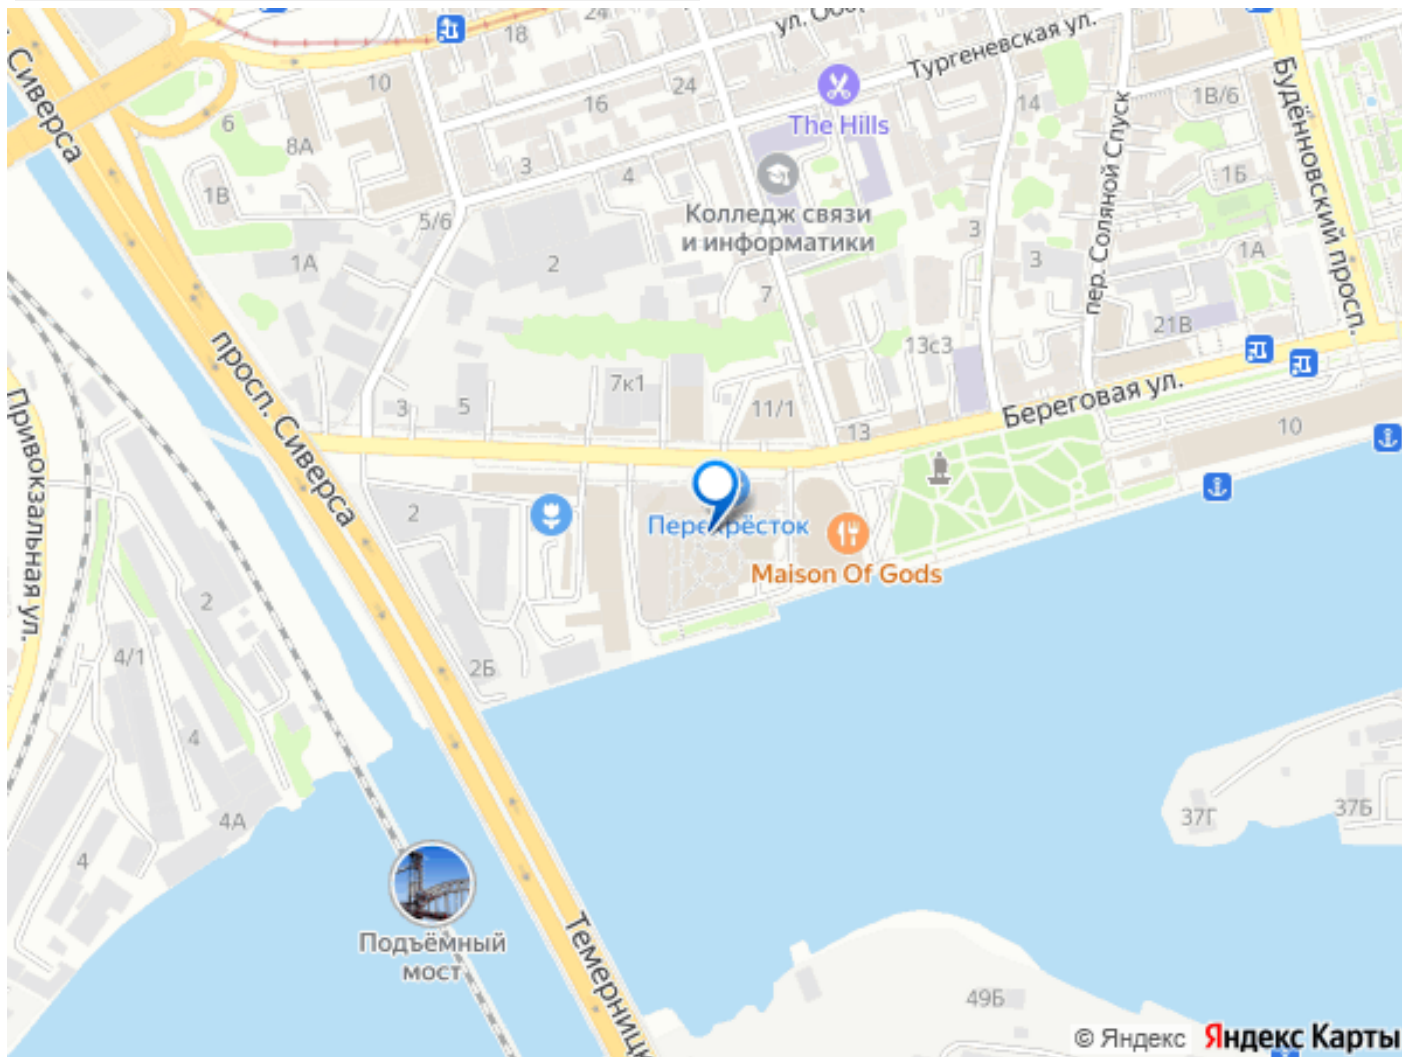 24
18
ул. Об
Тургеневская ул.
Сиверса
10
24
16
14
1В/6
The Hills
6
8А
3
4
1В
1Б
5/6
Колледж связи
и информатики
пер. Соляной Спуск
Будённовский просп.
1А
2
3
3
1А
7
21В
13с3
просп. Сиверса
7к1
3
5
11/1
Береговая ул.
13
10
Привокзальная ул.
2
Перекрёсток
Maison Of Gods
2
4/1
2Б
4
4А
37Г
37Б
4
Подъёмный
мост
Темерницк
49Б
© Яндекс Яндекс Карты